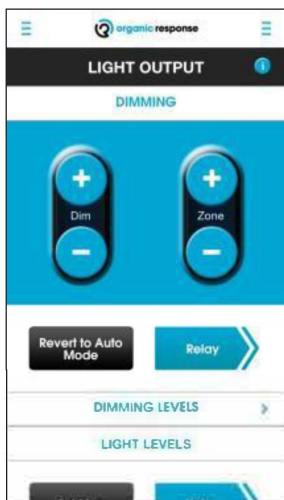 organic response
LIGHT OUTPUT
i
DIMMING
+ +
Dim Zone
- -
Revert to Auto
Mode
Relay
DIMMING LEVELS
LIGHT LEVELS